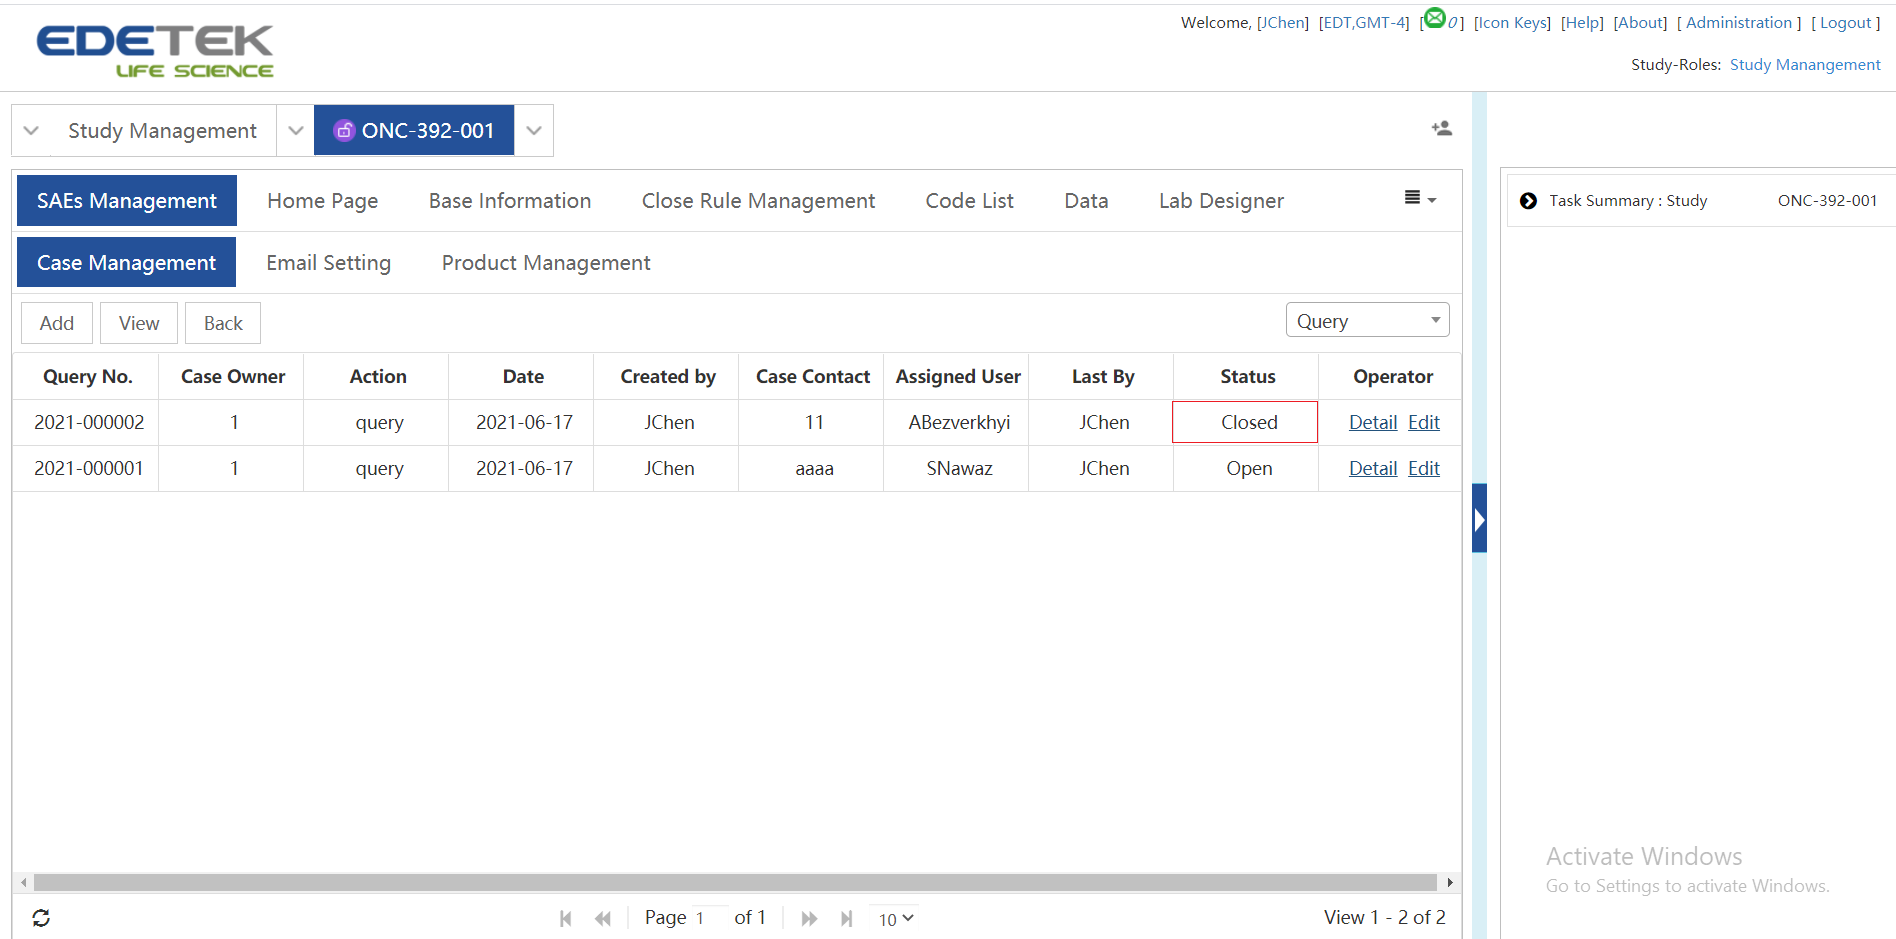 EDETEK
LIFE SCIENCE
Welcome, [JChen] [EDT,GMT-4] [0] [Icon Keys] [Help] [About] [ Administration ] [ Logout ]
Study-Roles: Study Manangement
Study Management
ONC-392-001
SAEs Management Home Page Base Information Close Rule Management Code List Data Lab Designer
Case Management Email Setting Product Management
Add View Back Query
Query No. Case Owner Action Date Created by Case Contact Assigned User Last By Status Operator
2021-000002 1 query 2021-06-17 JChen 11 ABezverkhyi JChen Closed Detail Edit
2021-000001 1 query 2021-06-17 JChen aaaa SNawaz JChen Open Detail Edit
Page 1 of 1 10 View 1 - 2 of 2
Task Summary : Study ONC-392-001
Activate Windows
Go to Settings to activate Windows.